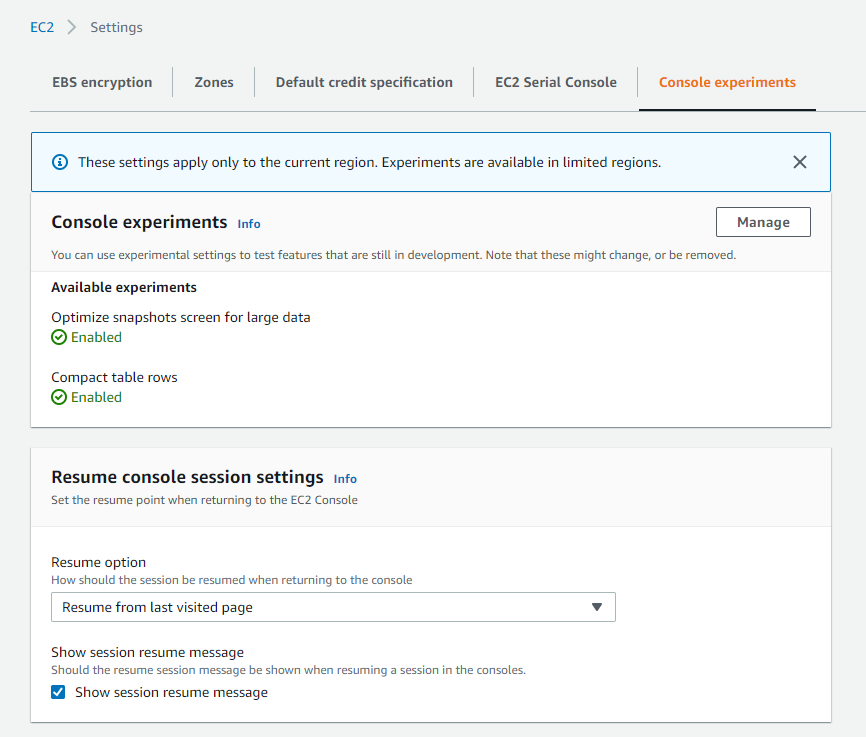 EC2 Settings
EBS encryption Zones Default credit specification EC2 Serial Console Console experiments
These settings apply only to the current region. Experiments are available in limited regions.
Console experiments Info Manage
You can use experimental settings to test features that are still in development. Note that these might change, or be removed.
Available experiments
Optimize snapshots screen for large data
Enabled
Compact table rows
Enabled
Resume console session settings Info
Set the resume point when returning to the EC2 Console
Resume option
How should the session be resumed when returning to the console
Resume from last visited page
Show session resume message
Should the resume session message be shown when resuming a session in the consoles.
Show session resume message